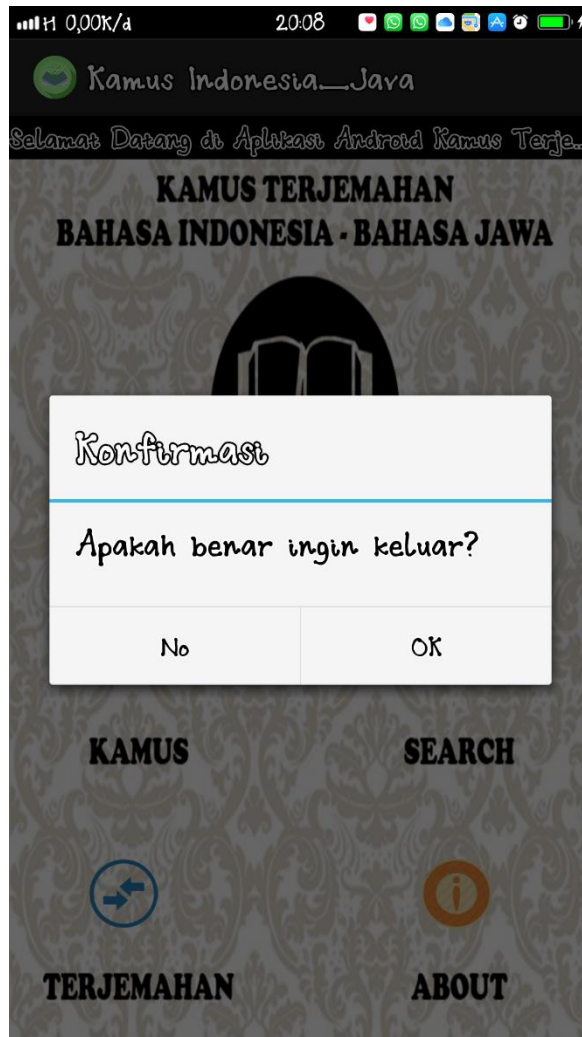 H 0,00K/d 20:08
Kamus Indonesia__Java
Selamat Datang di Aplikasi Android Kamus Terje...
KAMUS TERJEMAHAN
BAHASA INDONESIA - BAHASA JAWA
Konfirmasi
Apakah benar ingin keluar?
No OK
KAMUS SEARCH
TERJEMAHAN ABOUT